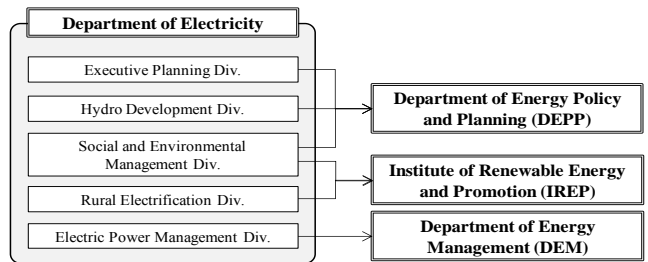 Department of Electricity
Executive Planning Div.
Hydro Development Div.
Social and Environmental
Management Div.
Rural Electrification Div.
Electric Power Management Div.
Department of Energy Policy
and Planning (DEPP)
Institute of Renewable Energy
and Promotion (IREP)
Department of Energy
Management (DEM)